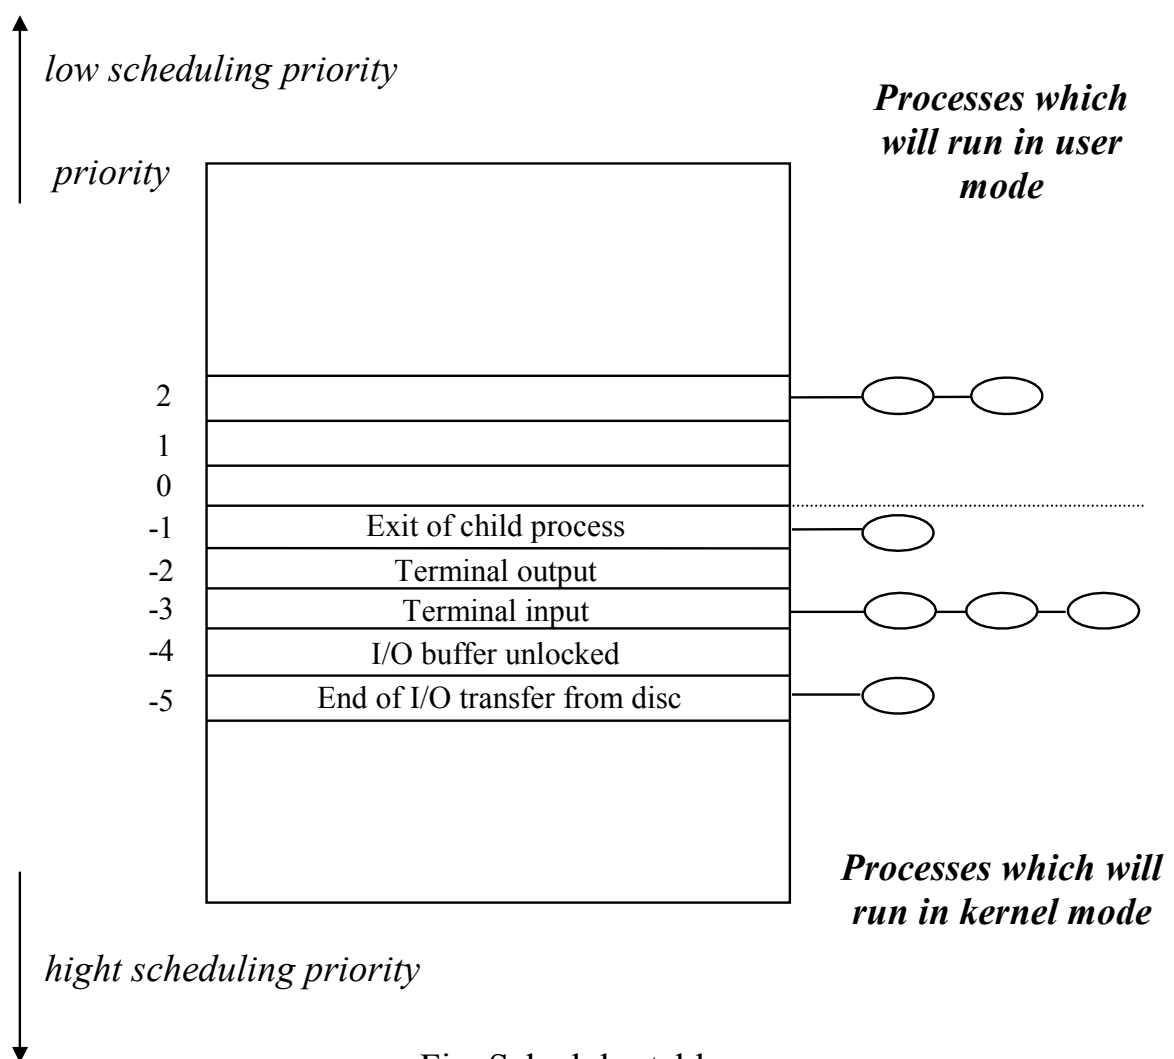 low scheduling priority
Processes which
will run in user
mode
priority
2
1
0
-1 Exit of child process
-2 Terminal output
-3 Terminal input
-4 I/O buffer unlocked
-5 End of I/O transfer from disc
Processes which will
run in kernel mode
hight scheduling priority